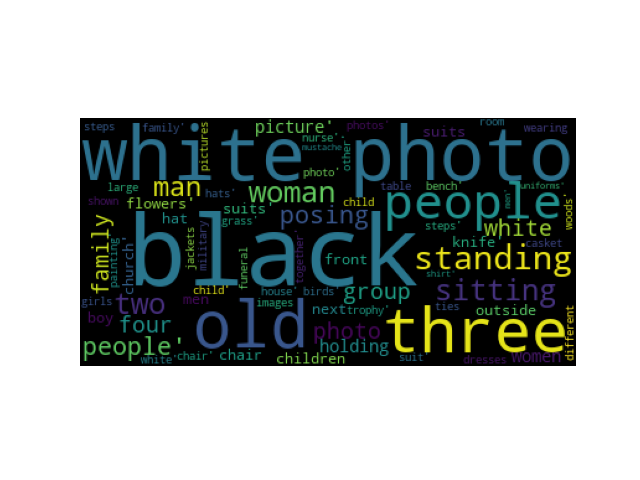 steps family' pictures picture' photos' suits room wearing
white photo
nurse' mustache' other
large man hats' woman photo' child table bench' uniforms'
shown flowers' suits' posing people men' woods'
family painting church' hat jackets military grass' steps' white
black
funeral together' front knife' casket
standing
girls child' house' birds' group shirt' sitting
two men images next trophy' ties outside
boy four old photo three different
people' holding
white' chair' chair children suit dresses women